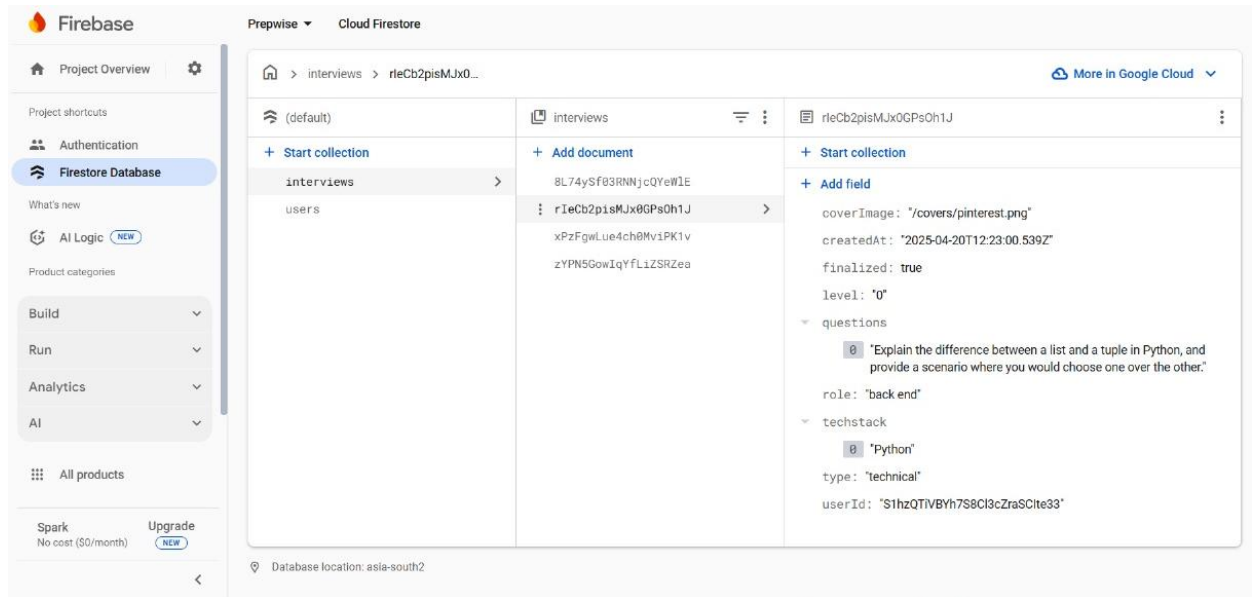 Firebase
Prepwise
Cloud Firestore
Project Overview
interviews
rIeCb2pisMJx0...
More in Google Cloud
Project shortcuts
(default)
interviews
rIeCb2pisMJx0GPsOh1J
Authentication
Start collection
Add document
Start collection
Firestore Database
interviews
8L74ySf03RNNjcQYeWlE
Add field
What's new
users
rIeCb2pisMJx0GPsOh1J
coverImage: "/covers/pinterest.png"
AI Logic NEW
xPzFgwLue4ch0MviPK1v
createdAt: "2025-04-20T12:23:00.539Z"
Product categories
zYPN5GowIqYfLiZSRZea
finalized: true
level: "0"
Build
questions
Run
0 "Explain the difference between a list and a tuple in Python, and
provide a scenario where you would choose one over the other."
Analytics
role: "back end"
AI
techstack
0 "Python"
All products
type: "technical"
userId: "S1hzQTiVBYh7S8Cl3cZraSCIte33"
Spark
Upgrade
No cost ($0/month)
NEW
Database location: asia-south2